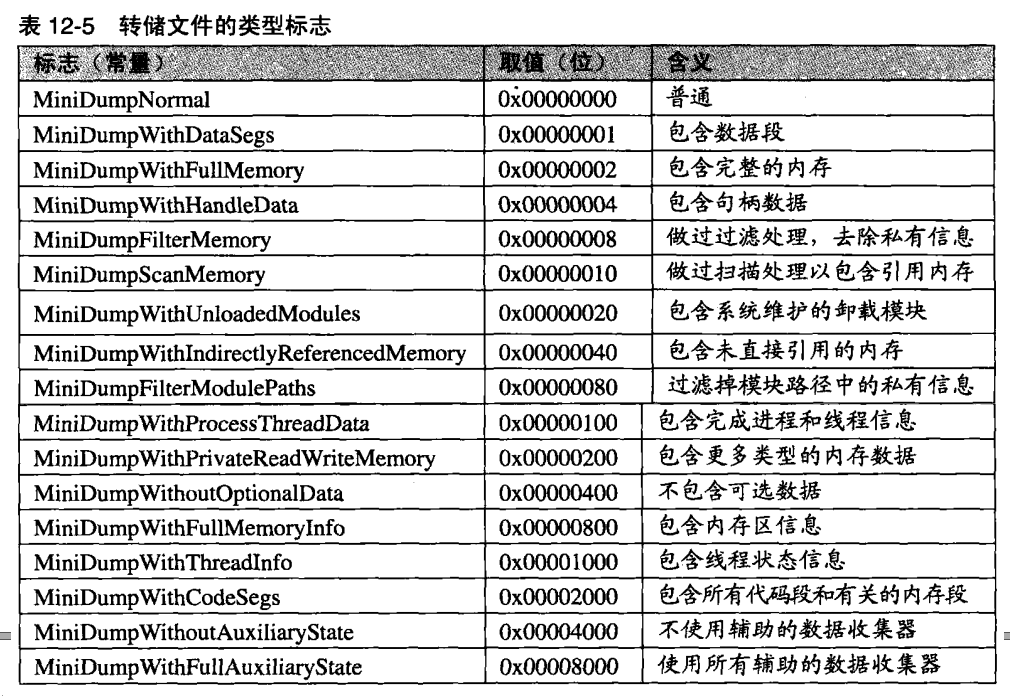 表 12-5 转储文件的类型标志
标志（常量） 取值（位） 含义
MiniDumpNormal 0x00000000 普通
MiniDumpWithDataSegs 0x00000001 包含数据段
MiniDumpWithFullMemory 0x00000002 包含完整的内存
MiniDumpWithHandleData 0x00000004 包含句柄数据
MiniDumpFilterMemory 0x00000008 做过过滤处理，去除私有信息
MiniDumpScanMemory 0x00000010 做过扫描处理以包含引用内存
MiniDumpWithUnloadedModules 0x00000020 包含系统维护的卸载模块
MiniDumpWithIndirectlyReferencedMemory 0x00000040 包含未直接引用的内存
MiniDumpFilterModulePaths 0x00000080 过滤掉模块路径中的私有信息
MiniDumpWithProcessThreadData 0x00000100 包含完成进程和线程信息
MiniDumpWithPrivateReadWriteMemory 0x00000200 包含更多类型的内存数据
MiniDumpWithoutOptionalData 0x00000400 不包含可选数据
MiniDumpWithFullMemoryInfo 0x00000800 包含内存区信息
MiniDumpWithThreadInfo 0x00001000 包含线程状态信息
MiniDumpWithCodeSegs 0x00002000 包含所有代码段和有关的内存段
MiniDumpWithoutAuxiliaryState 0x00004000 不使用辅助的数据收集器
MiniDumpWithFullAuxiliaryState 0x00008000 使用所有辅助的数据收集器